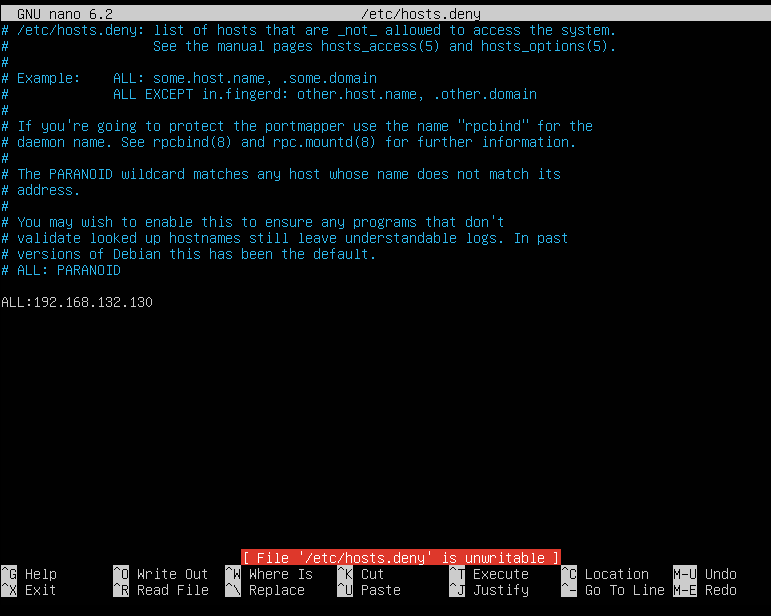 GNU nano 6.2 /etc/hosts.deny
# /etc/hosts.deny: list of hosts that are _not_ allowed to access the system.
# See the manual pages hosts_access(5) and hosts_options(5).
#
# Example: ALL: some.host.name, .some.domain
# ALL EXCEPT in.fingerd: other.host.name, .other.domain
#
# If you're going to protect the portmapper use the name "rpcbind" for the
# daemon name. See rpcbind(8) and rpc.mountd(8) for further information.
#
# The PARANOID wildcard matches any host whose name does not match its
# address.
#
# You may wish to enable this to ensure any programs that don't
# validate looked up hostnames still leave understandable logs. In past
# versions of Debian this has been the default.
# ALL: PARANOID
ALL:192.168.132.130
[ File '/etc/hosts.deny' is unwritable ]
^G Help ^O Write Out ^W Where Is ^K Cut ^T Execute ^C Location M-U Undo
^X Exit ^R Read File ^\ Replace ^U Paste ^J Justify ^_ Go To Line M-E Redo